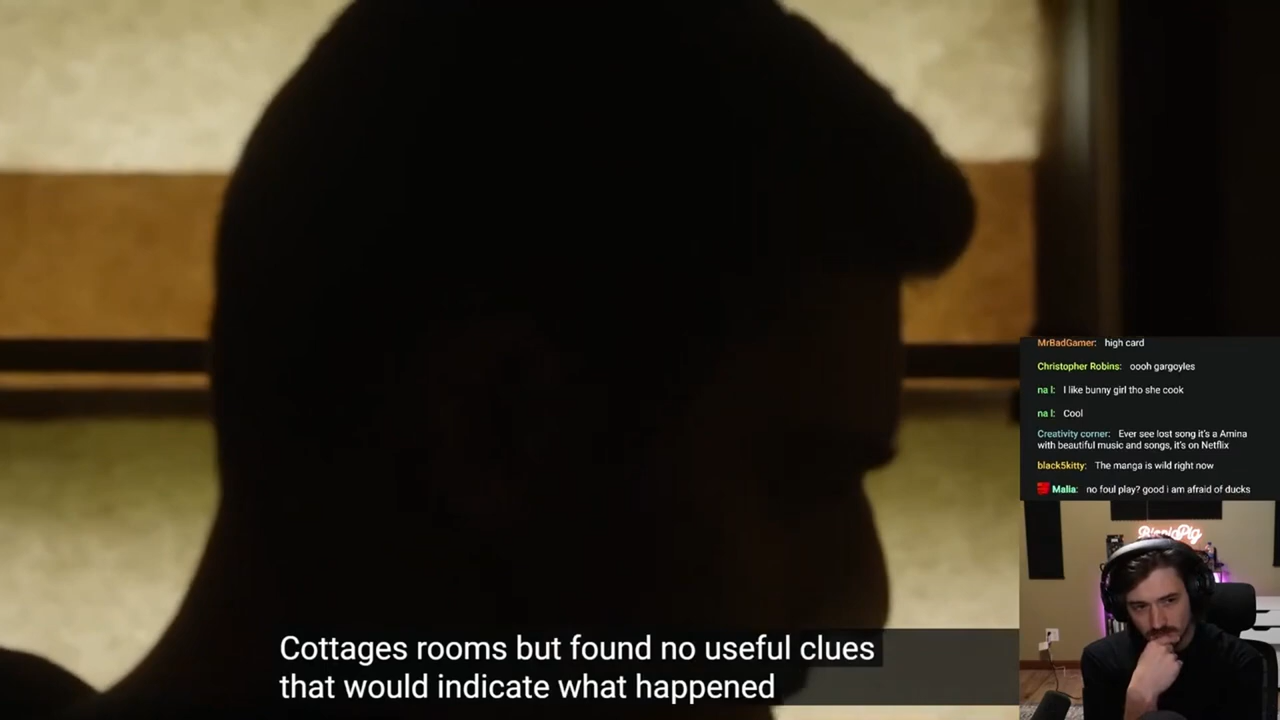 MrBadGamer: high card
Christopher Robins: oooh gargoyles
na l: I like bunny girl tho she cook
na l: Cool
Creativity corner: Ever see lost song it's a Amina
with beautiful music and songs, it's on Netflix
black5kitty: The manga is wild right now
Malia: no foul play? good i am afraid of ducks
Cottages rooms but found no useful clues
that would indicate what happened